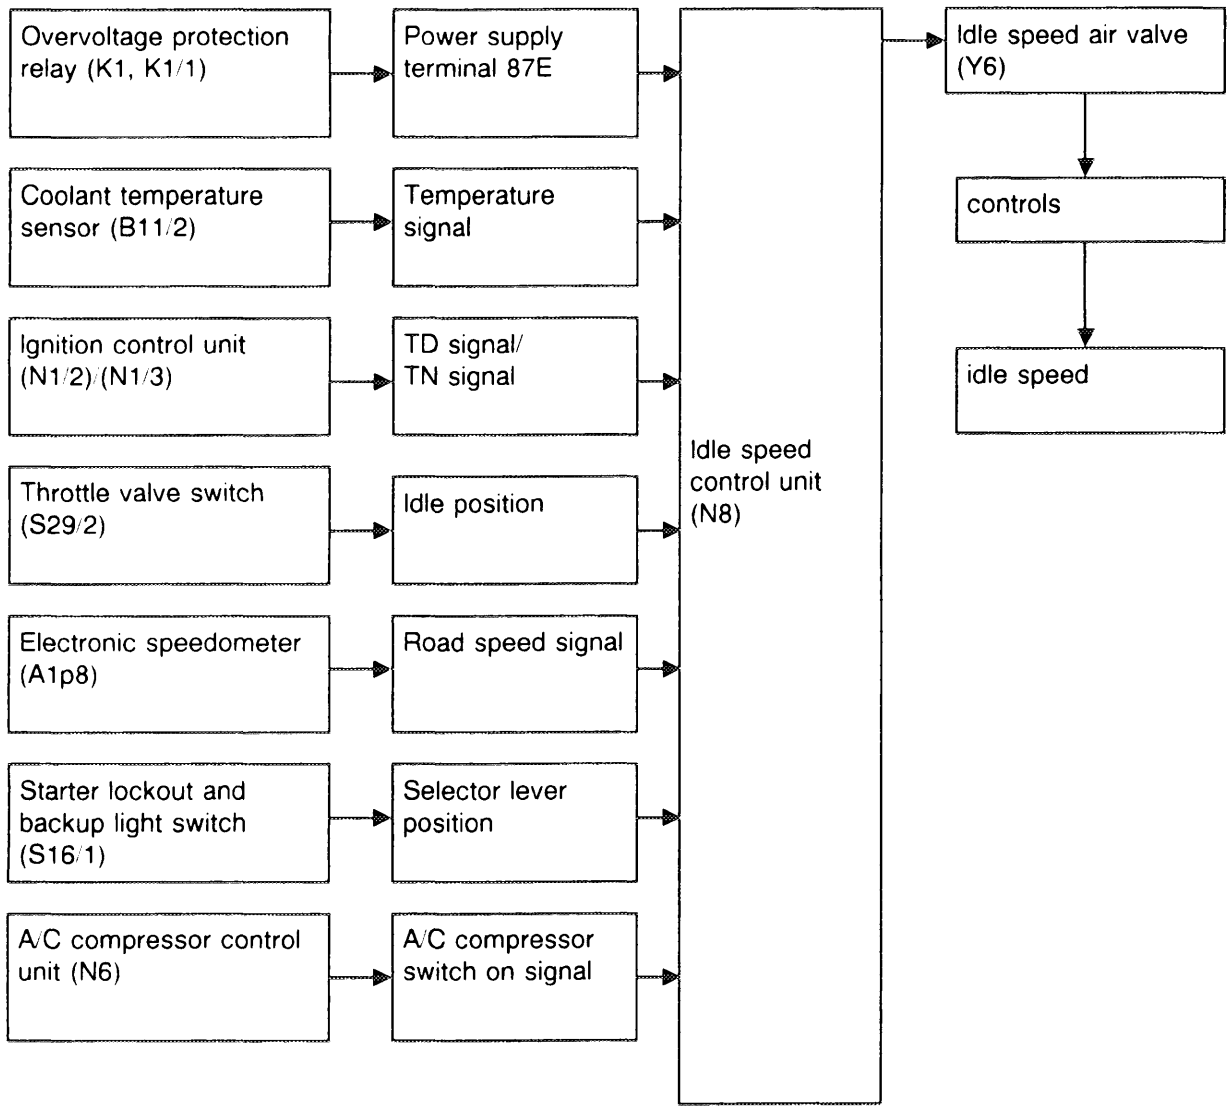 Overvoltage protection
relay (K1, K1/1)
Power supply
terminal 87E
Idle speed air valve
(Y6)
Coolant temperature
sensor (B11/2)
Temperature
signal
controls
Ignition control unit
(N1/2)/(N1/3)
TD signal/
TN signal
idle speed
Idle speed
control unit
(N8)
Throttle valve switch
(S29/2)
Idle position
Electronic speedometer
(A1p8)
Road speed signal
Starter lockout and
backup light switch
(S16/1)
Selector lever
position
A/C compressor control
unit (N6)
A/C compressor
switch on signal